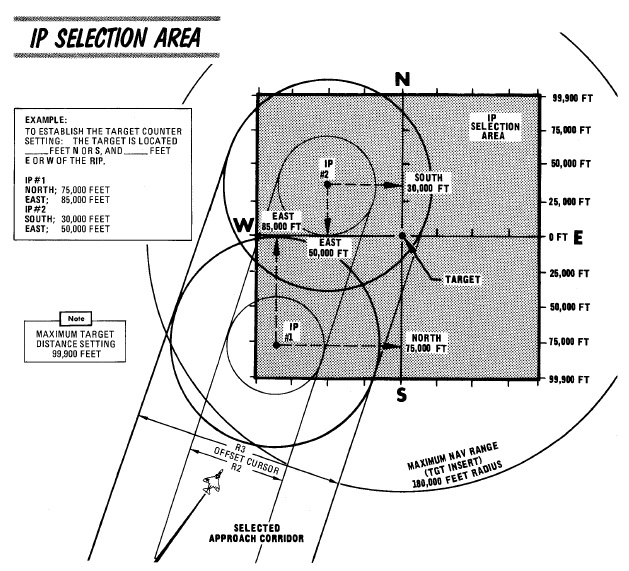 IP SELECTION AREA
EXAMPLE:
TO ESTABLISH THE TARGET COUNTER
SETTING: THE TARGET IS LOCATED
_____FEET N OR S, AND_____ FEET
E OR W OF THE RIP.
IP #1
NORTH; 75,000 FEET
EAST; 85,000 FEET
IP #2
SOUTH; 30,000 FEET
EAST; 50,000 FEET
Note
MAXIMUM TARGET
DISTANCE SETTING
99,900 FEET
N
IP
SELECTION
AREA
99,900 FT
75,000 FT
50,000 FT
25,000 FT
0 FT
25,000 FT
50,000 FT
75,000 FT
99,900 FT
E
W
S
IP
#2
SOUTH
30,000 FT
EAST
85,000 FT
EAST
50,000 FT
TARGET
IP
#1
NORTH
75,000 FT
R3
OFFSET CURSOR
R2
SELECTED
APPROACH CORRIDOR
MAXIMUM NAV RANGE
(TGT INSERT)
180,000 FEET RADIUS